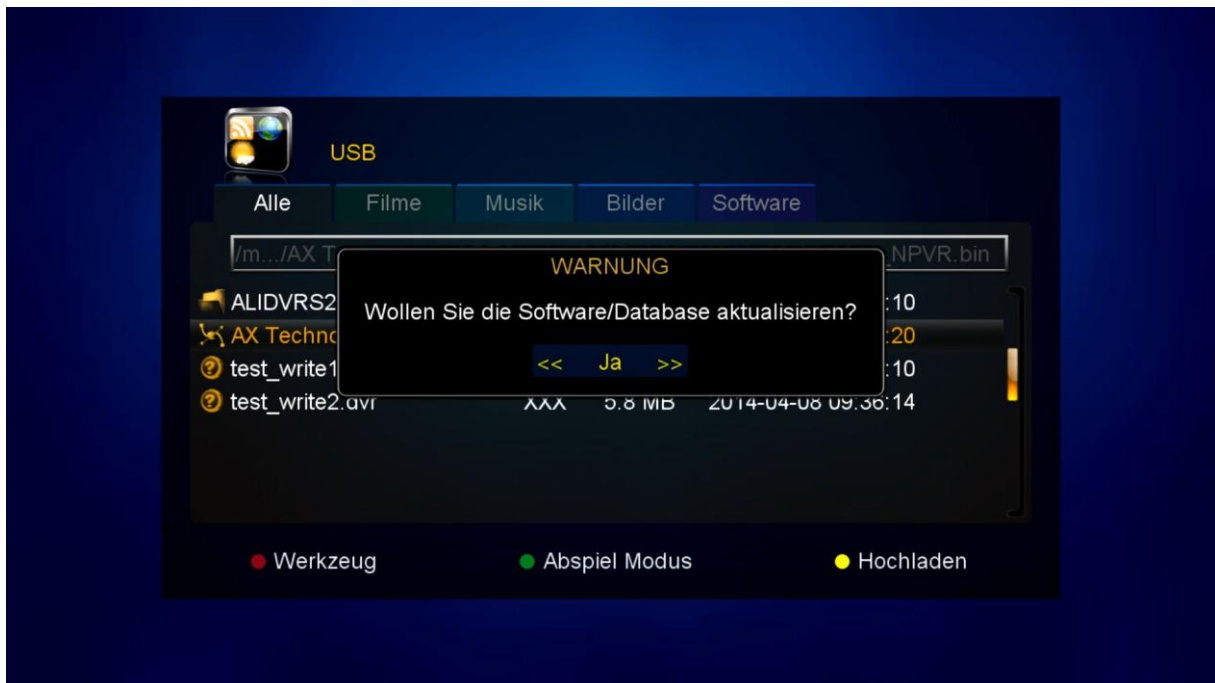 USB
Alle Filme Musik Bilder Software
/m.../AX T NPVR.bin
WARNUNG
Wollen Sie die Software/Database aktualisieren?
<< Ja >>
ALIDVRS2 :10
AX Techno :20
test_write1 :10
test_write2.dvr XXX 5.8 MB 2014-04-08 09:36:14
Werkzeug Abspiel Modus Hochladen